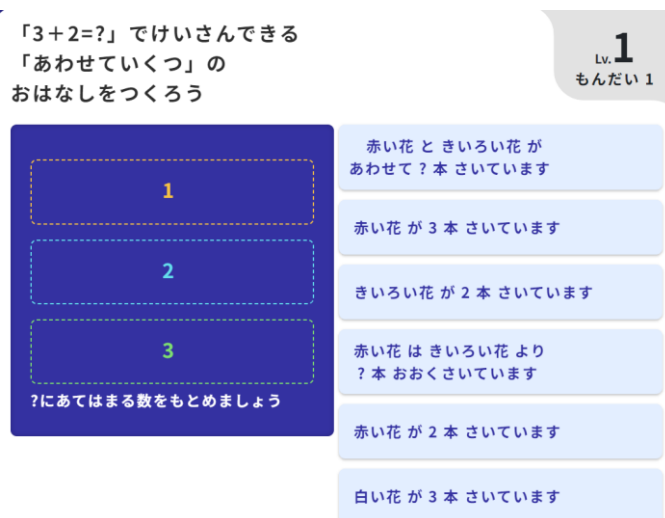 「3+2=?」でけいさんできる
「あわせていくつ」の
おはなしをつくろう
Lv.1
もんだい 1
1
2
3
?にあてはまる数をもとめましょう
赤い花 と きいろい花 が
あわせて ? 本 さいています
赤い花 が 3 本 さいています
きいろい花 が 2 本 さいています
赤い花 は きいろい花 より
? 本 おおくさいています
赤い花 が 2 本 さいています
白い花 が 3 本 さいています